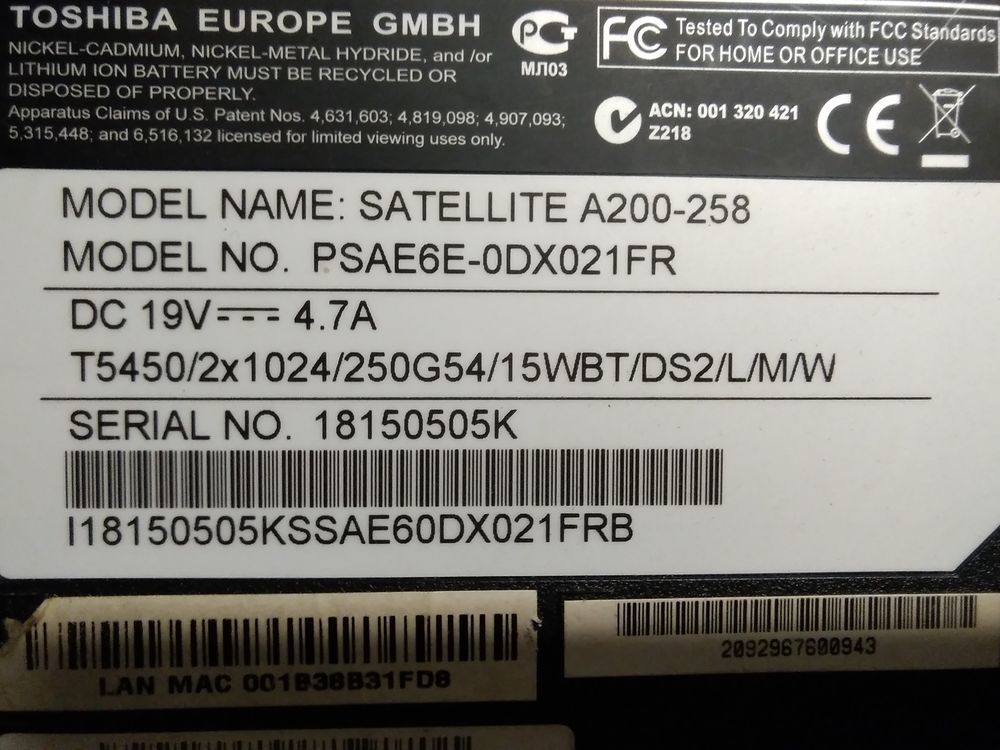 TOSHIBA EUROPE GMBH
NICKEL-CADMIUM, NICKEL-METAL HYDRIDE, and /or
LITHIUM ION BATTERY MUST BE RECYCLED OR
DISPOSED OF PROPERLY.
Apparatus Claims of U.S. Patent Nos. 4,631,603; 4,819,098; 4,907,093;
5,315,448; and 6,516,132 licensed for limited viewing uses only.
РСТ
МЛ03
FC Tested To Comply with FCC Standards
FOR HOME OR OFFICE USE
ACN: 001 320 421
Z218
CE
MODEL NAME: SATELLITE A200-258
MODEL NO. PSAE6E-0DX021FR
DC 19V⎓ 4.7A
T5450/2x1024/250G54/15WBT/DS2/L/M/W
SERIAL NO. 18150505K
I18150505KSSAE60DX021FRB
LAN MAC 001B38B31FD8
2092967600943